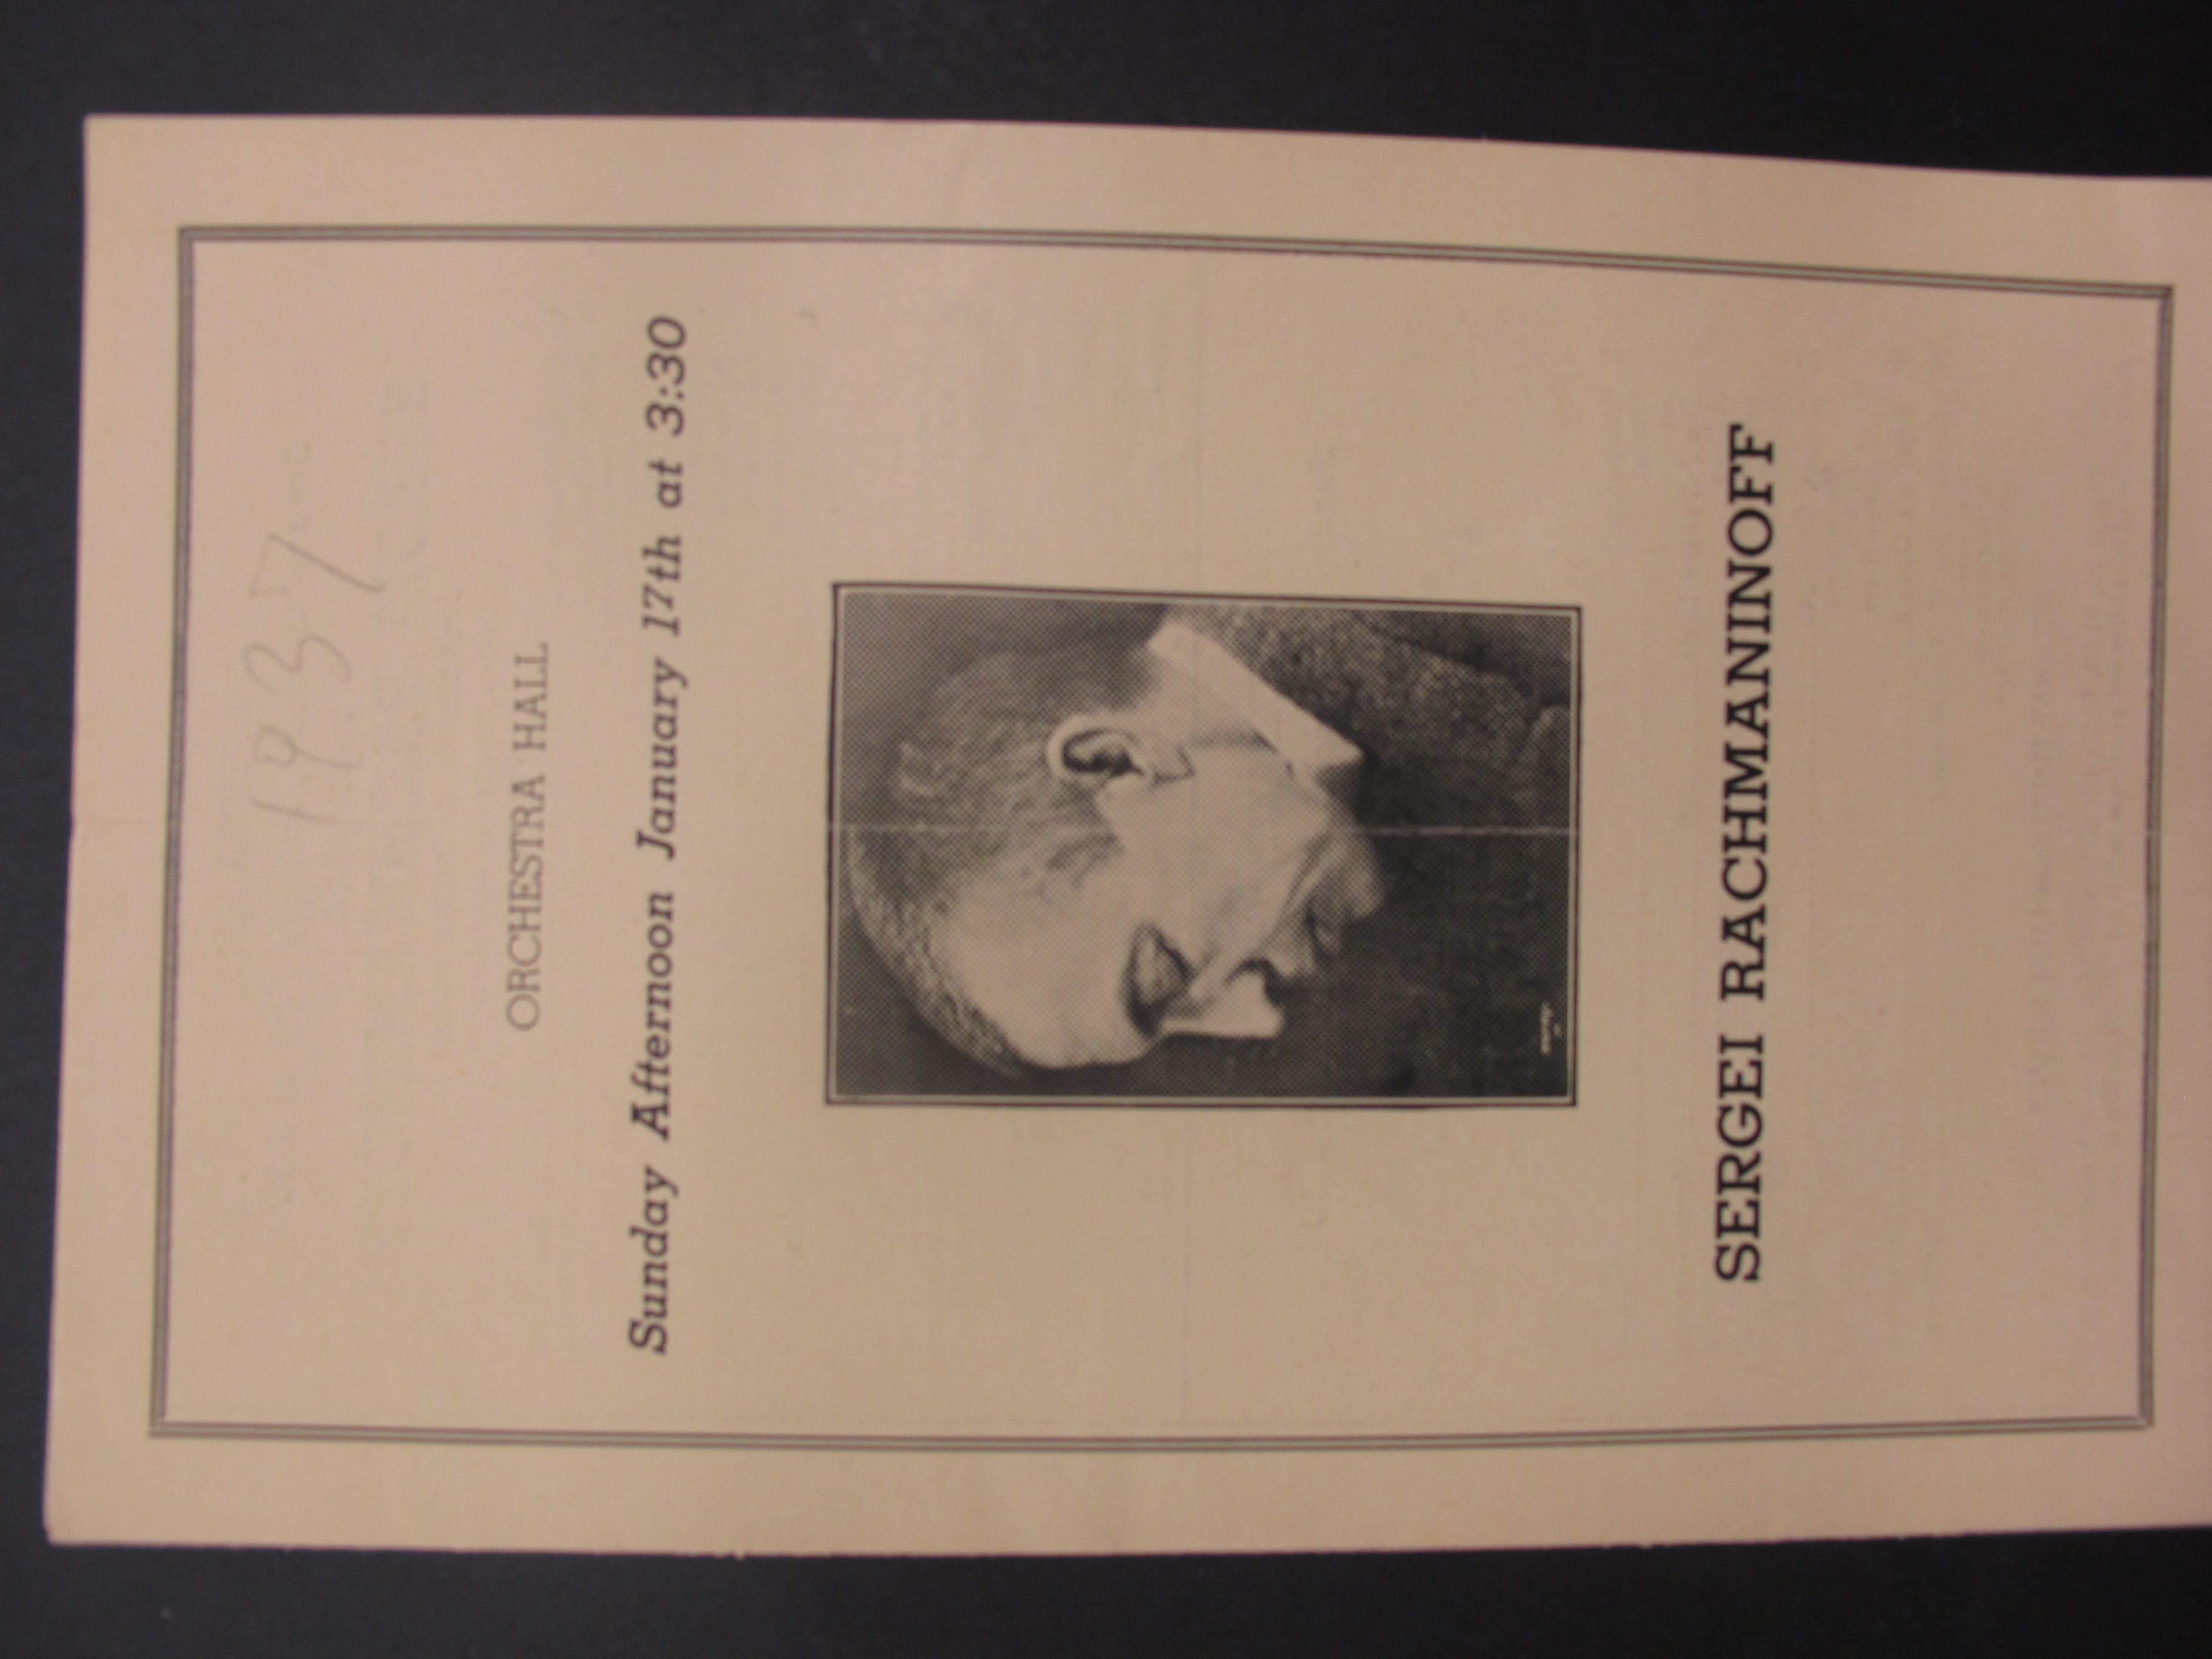 1937
ORCHESTRA HALL
Sunday Afternoon January 17th at 3:30
SERGEI RACHMANINOFF